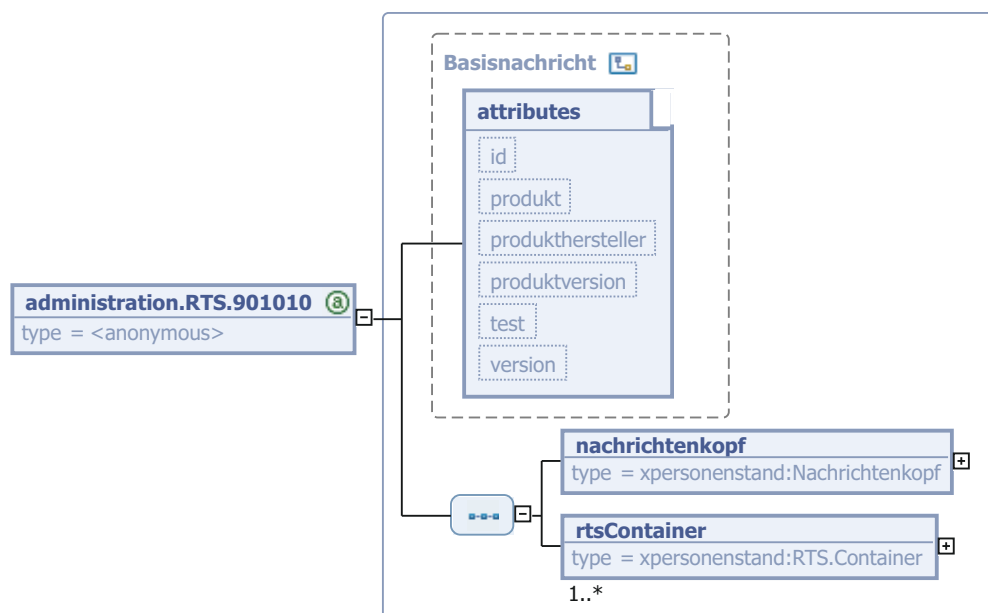 Basisnachricht
attributes
id
produkt
produkthersteller
produktversion
test
version
administration.RTS.901010 a
type = <anonymous>
nachrichtenkopf
type = xpersonenstand:Nachrichtenkopf
rtsContainer
type = xpersonenstand:RTS.Container
1..*